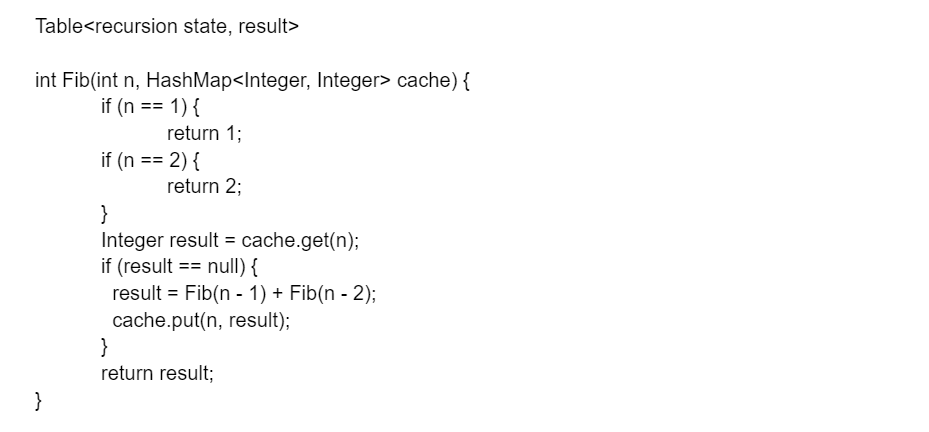 Table<recursion state, result>
int Fib(int n, HashMap<Integer, Integer> cache) {
if (n == 1) {
return 1;
if (n == 2) {
return 2;
}
Integer result = cache.get(n);
if (result == null) {
result = Fib(n - 1) + Fib(n - 2);
cache.put(n, result);
}
return result;
}